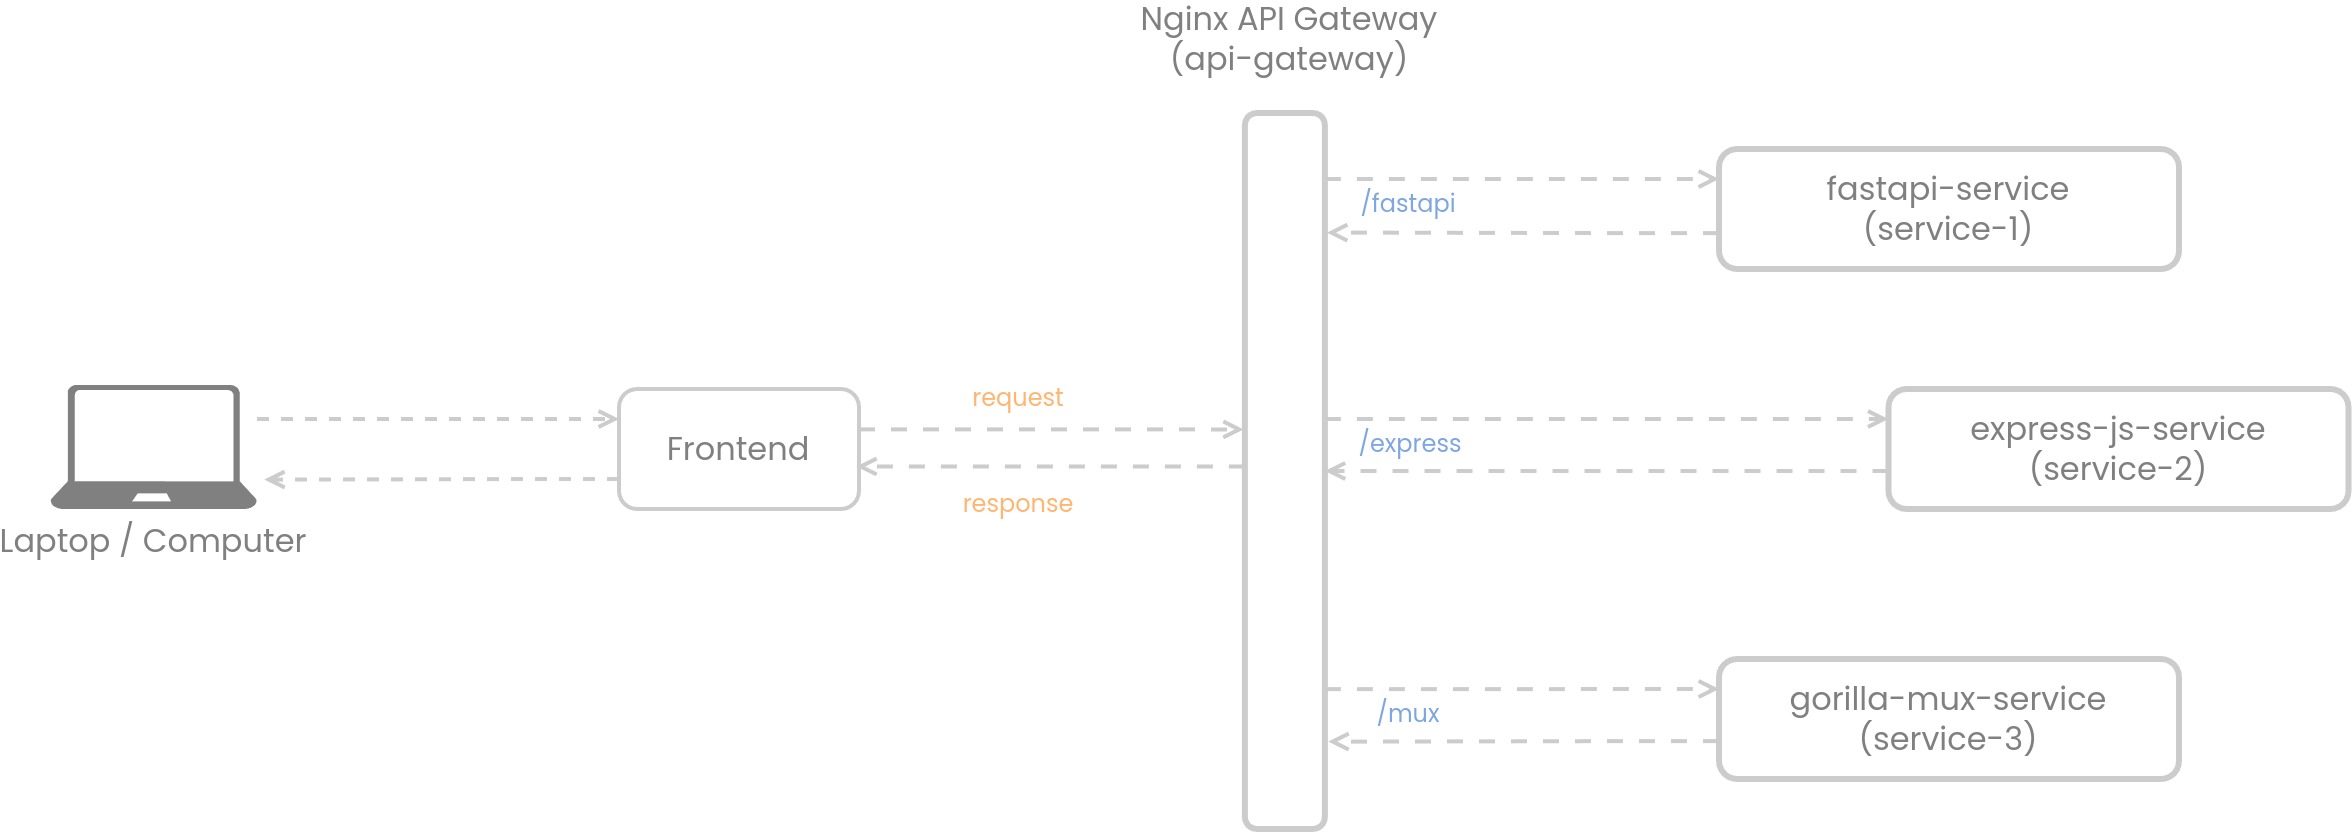 Nginx API Gateway
(api-gateway)
/fastapi
fastapi-service
(service-1)
Laptop / Computer
Frontend
request
response
/express
express-js-service
(service-2)
/mux
gorilla-mux-service
(service-3)